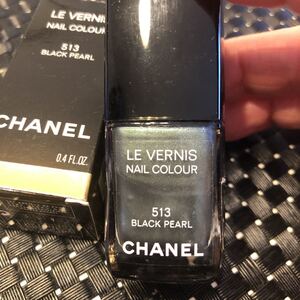 LE VERNIS
NAIL COLOUR
513
BLACK PEARL
CHANEL
0.4 FL.OZ.
LE VERNIS
NAIL COLOUR
513
BLACK PEARL
CHANEL